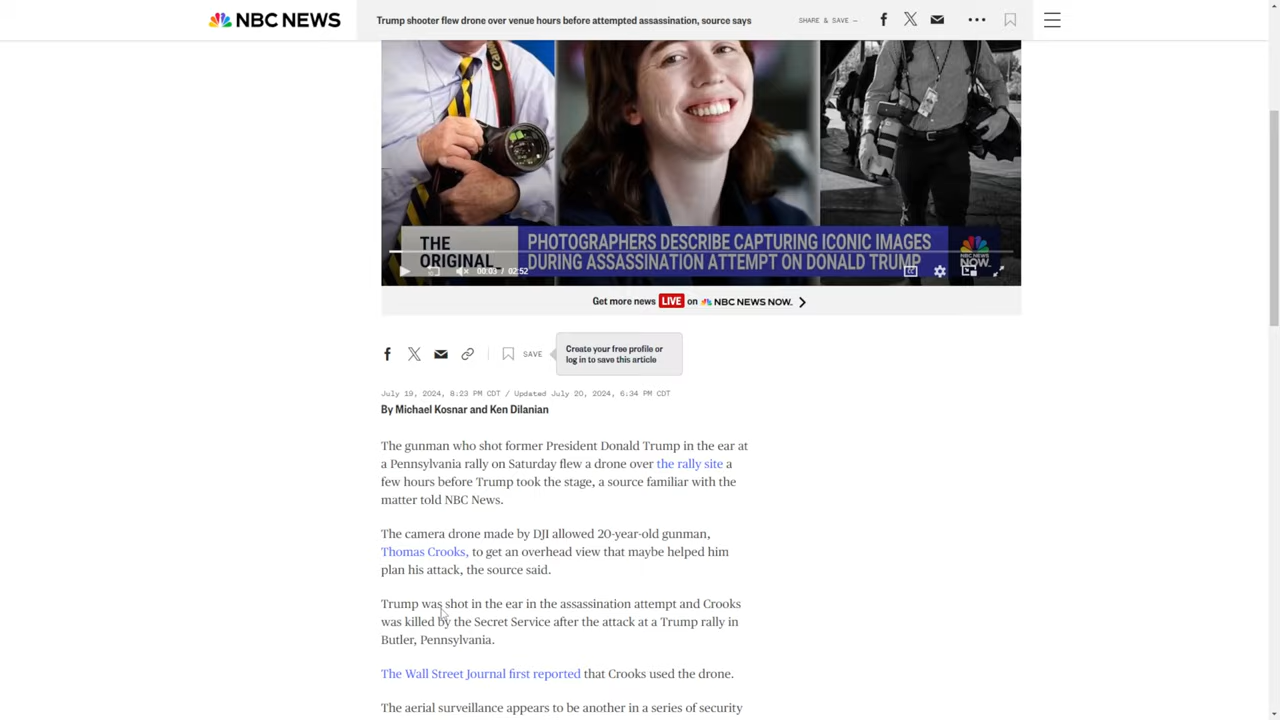 NBC NEWS
Trump shooter flew drone over venue hours before attempted assassination, source says
SHARE & SAVE —
Canon
THE ORIGINAL
PHOTOGRAPHERS DESCRIBE CAPTURING ICONIC IMAGES
DURING ASSASSINATION ATTEMPT ON DONALD TRUMP
NBC NEWS NOW
00:03 / 02:52
Get more news LIVE on NBC NEWS NOW.
SAVE
Create your free profile or
log in to save this article
July 19, 2024, 8:23 PM CDT / Updated July 20, 2024, 6:34 PM CDT
By Michael Kosnar and Ken Dilanian
The gunman who shot former President Donald Trump in the ear at
a Pennsylvania rally on Saturday flew a drone over the rally site a
few hours before Trump took the stage, a source familiar with the
matter told NBC News.
The camera drone made by DJI allowed 20-year-old gunman,
Thomas Crooks, to get an overhead view that maybe helped him
plan his attack, the source said.
Trump was shot in the ear in the assassination attempt and Crooks
was killed by the Secret Service after the attack at a Trump rally in
Butler, Pennsylvania.
The Wall Street Journal first reported that Crooks used the drone.
The aerial surveillance appears to be another in a series of security